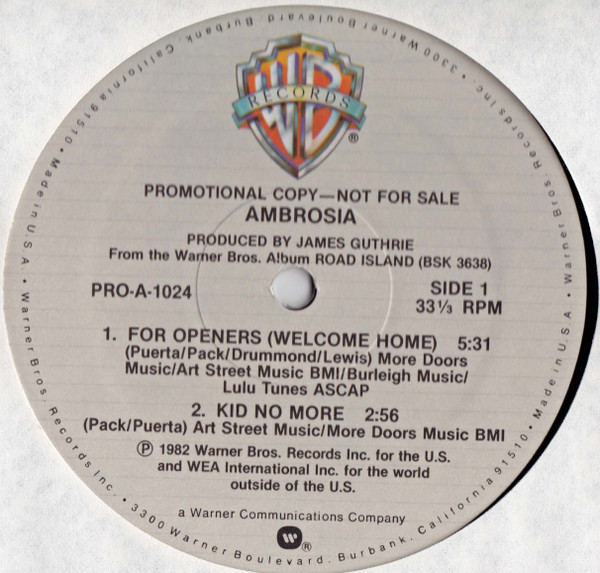 WB
RECORDS
®
PROMOTIONAL COPY—NOT FOR SALE
AMBROSIA
PRODUCED BY JAMES GUTHRIE
From the Warner Bros. Album ROAD ISLAND (BSK 3638)
PRO-A-1024
SIDE 1
33⅓ RPM
1. FOR OPENERS (WELCOME HOME) 5:31
(Puerta/Pack/Drummond/Lewis) More Doors
Music/Art Street Music BMI/Burleigh Music/
Lulu Tunes ASCAP
2. KID NO MORE 2:56
(Pack/Puerta) Art Street Music/More Doors Music BMI
℗ 1982 Warner Bros. Records Inc. for the U.S.
and WEA International Inc. for the world
outside of the U.S.
a Warner Communications Company
®
Made in U.S.A. • Warner Bros. Records Inc. • 3300 Warner Boulevard, Burbank, California 91510 • Made in U.S.A. • Warner Bros. Records Inc. • 3300 Warner Boulevard, Burbank, California 91510 •